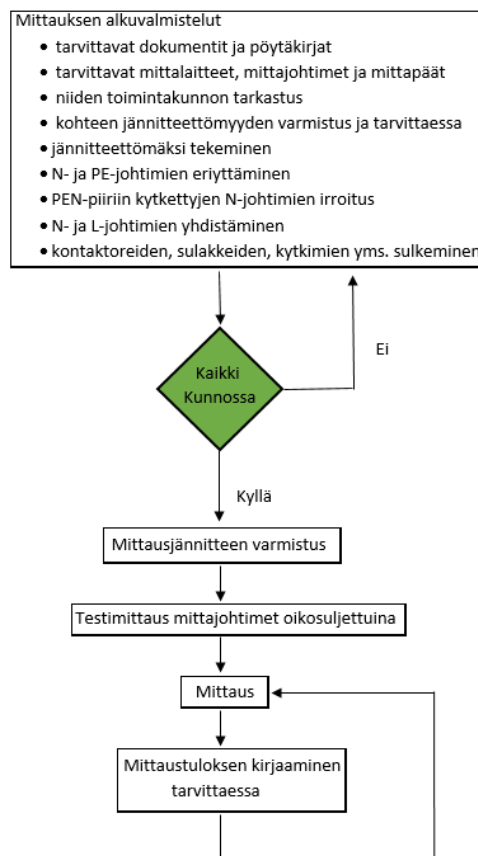 Mittauksen alkuvalmistelut
• tarvittavat dokumentit ja pöytäkirjat
• tarvittavat mittalaitteet, mittajohtimet ja mittapäät
• niiden toimintakunnon tarkastus
• kohteen jännitteettömyyden varmistus ja tarvittaessa
• jännitteettömäksi tekeminen
• N- ja PE-johtimien eriyttäminen
• PEN-piiriin kytkettyjen N-johtimien irroitus
• N- ja L-johtimien yhdistäminen
• kontaktoreiden, sulakkeiden, kytkimien yms. sulkeminen
Ei
Kaikki
Kunnossa
Kyllä
Mittausjännitteen varmistus
Testimittaus mittajohtimet oikosuljettuina
Mittaus
Mittaustuloksen kirjaaminen
tarvittaessa